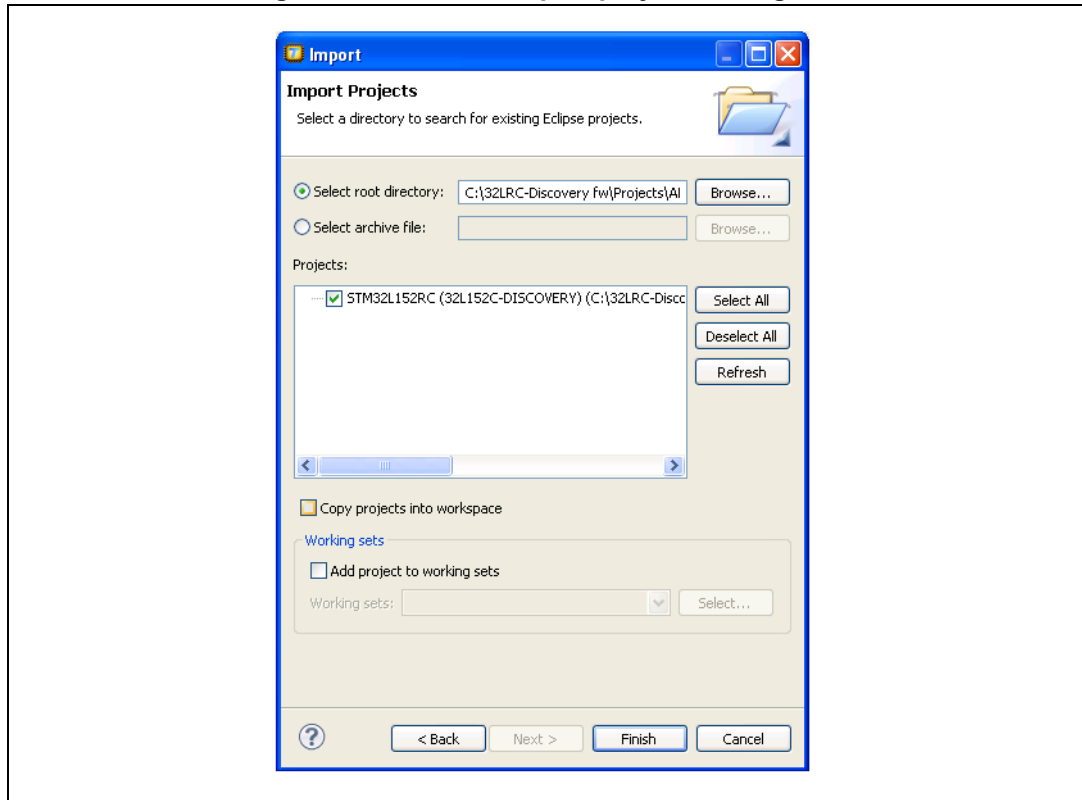 Import
Import Projects
Select a directory to search for existing Eclipse projects.
Select root directory: C:\32LRC-Discovery fw\Projects\Al Browse...
Select archive file: Browse...
Projects:
STM32L152RC (32L152C-DISCOVERY) (C:\32LRC-Discc Select All
Deselect All
Refresh
Copy projects into workspace
Working sets
Add project to working sets
Working sets: Select...
? < Back Next > Finish Cancel